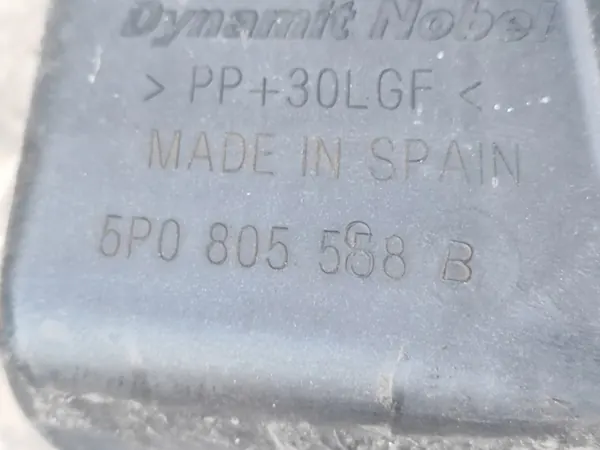 Dynamit Nobel
> PP+30LGF <
MADE IN SPAIN
5P0 805 588 B